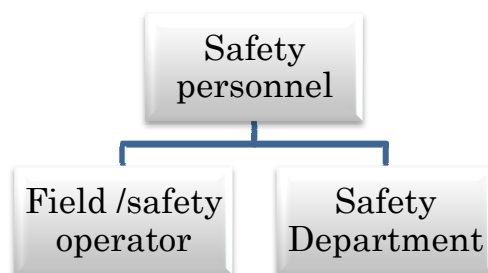 Safety
personnel
Field /safety
operator
Safety
Department